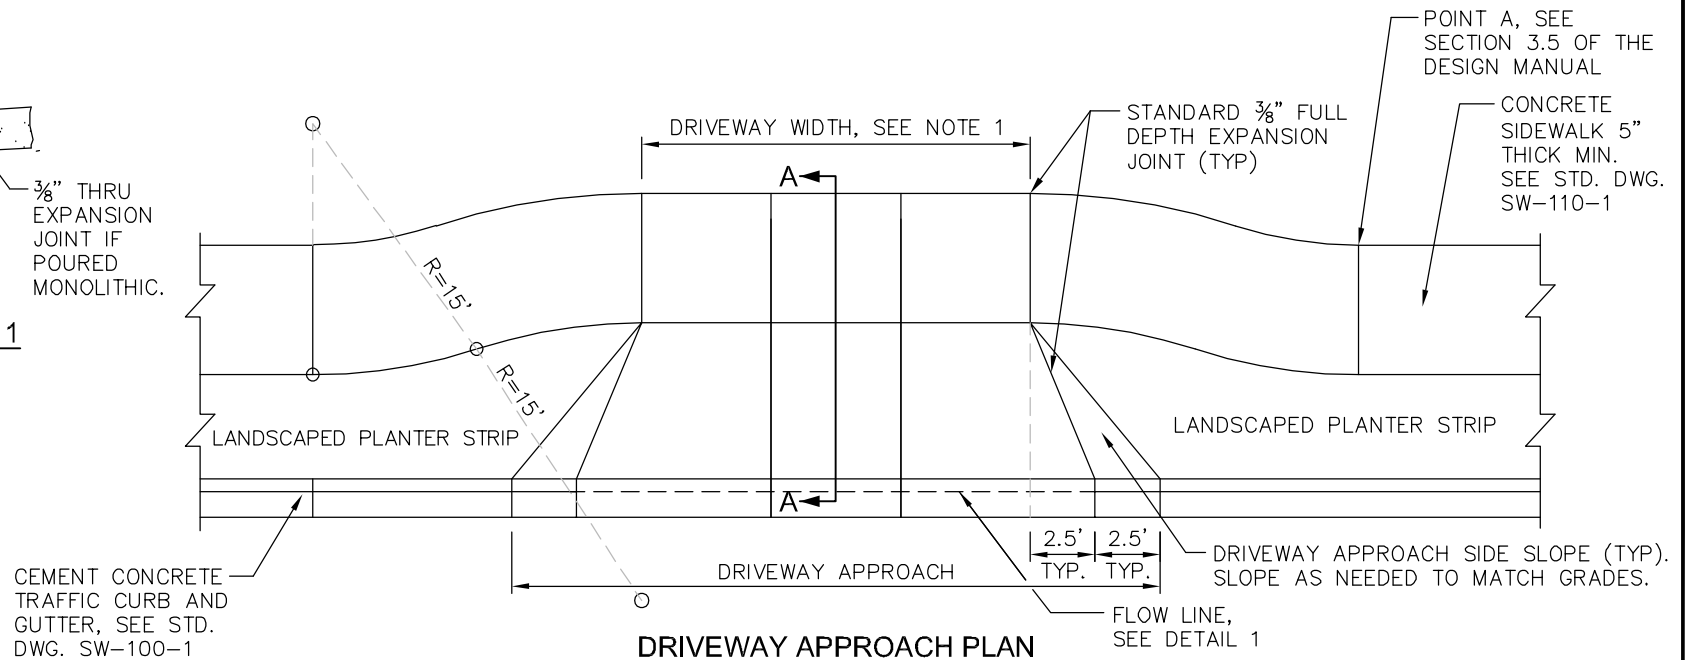 POINT A, SEE
SECTION 3.5 OF THE
DESIGN MANUAL
CONCRETE
SIDEWALK 5"
THICK MIN.
SEE STD. DWG.
SW-110-1
STANDARD ⅜" FULL
DEPTH EXPANSION
JOINT (TYP)
DRIVEWAY WIDTH, SEE NOTE 1
A
⅜" THRU
EXPANSION
JOINT IF
POURED
MONOLITHIC.
1
R=15'
R=15'
LANDSCAPED PLANTER STRIP
LANDSCAPED PLANTER STRIP
A
2.5'
TYP.
2.5'
TYP.
DRIVEWAY APPROACH
DRIVEWAY APPROACH SIDE SLOPE (TYP).
SLOPE AS NEEDED TO MATCH GRADES.
CEMENT CONCRETE
TRAFFIC CURB AND
GUTTER, SEE STD.
DWG. SW-100-1
FLOW LINE,
SEE DETAIL 1
DRIVEWAY APPROACH PLAN